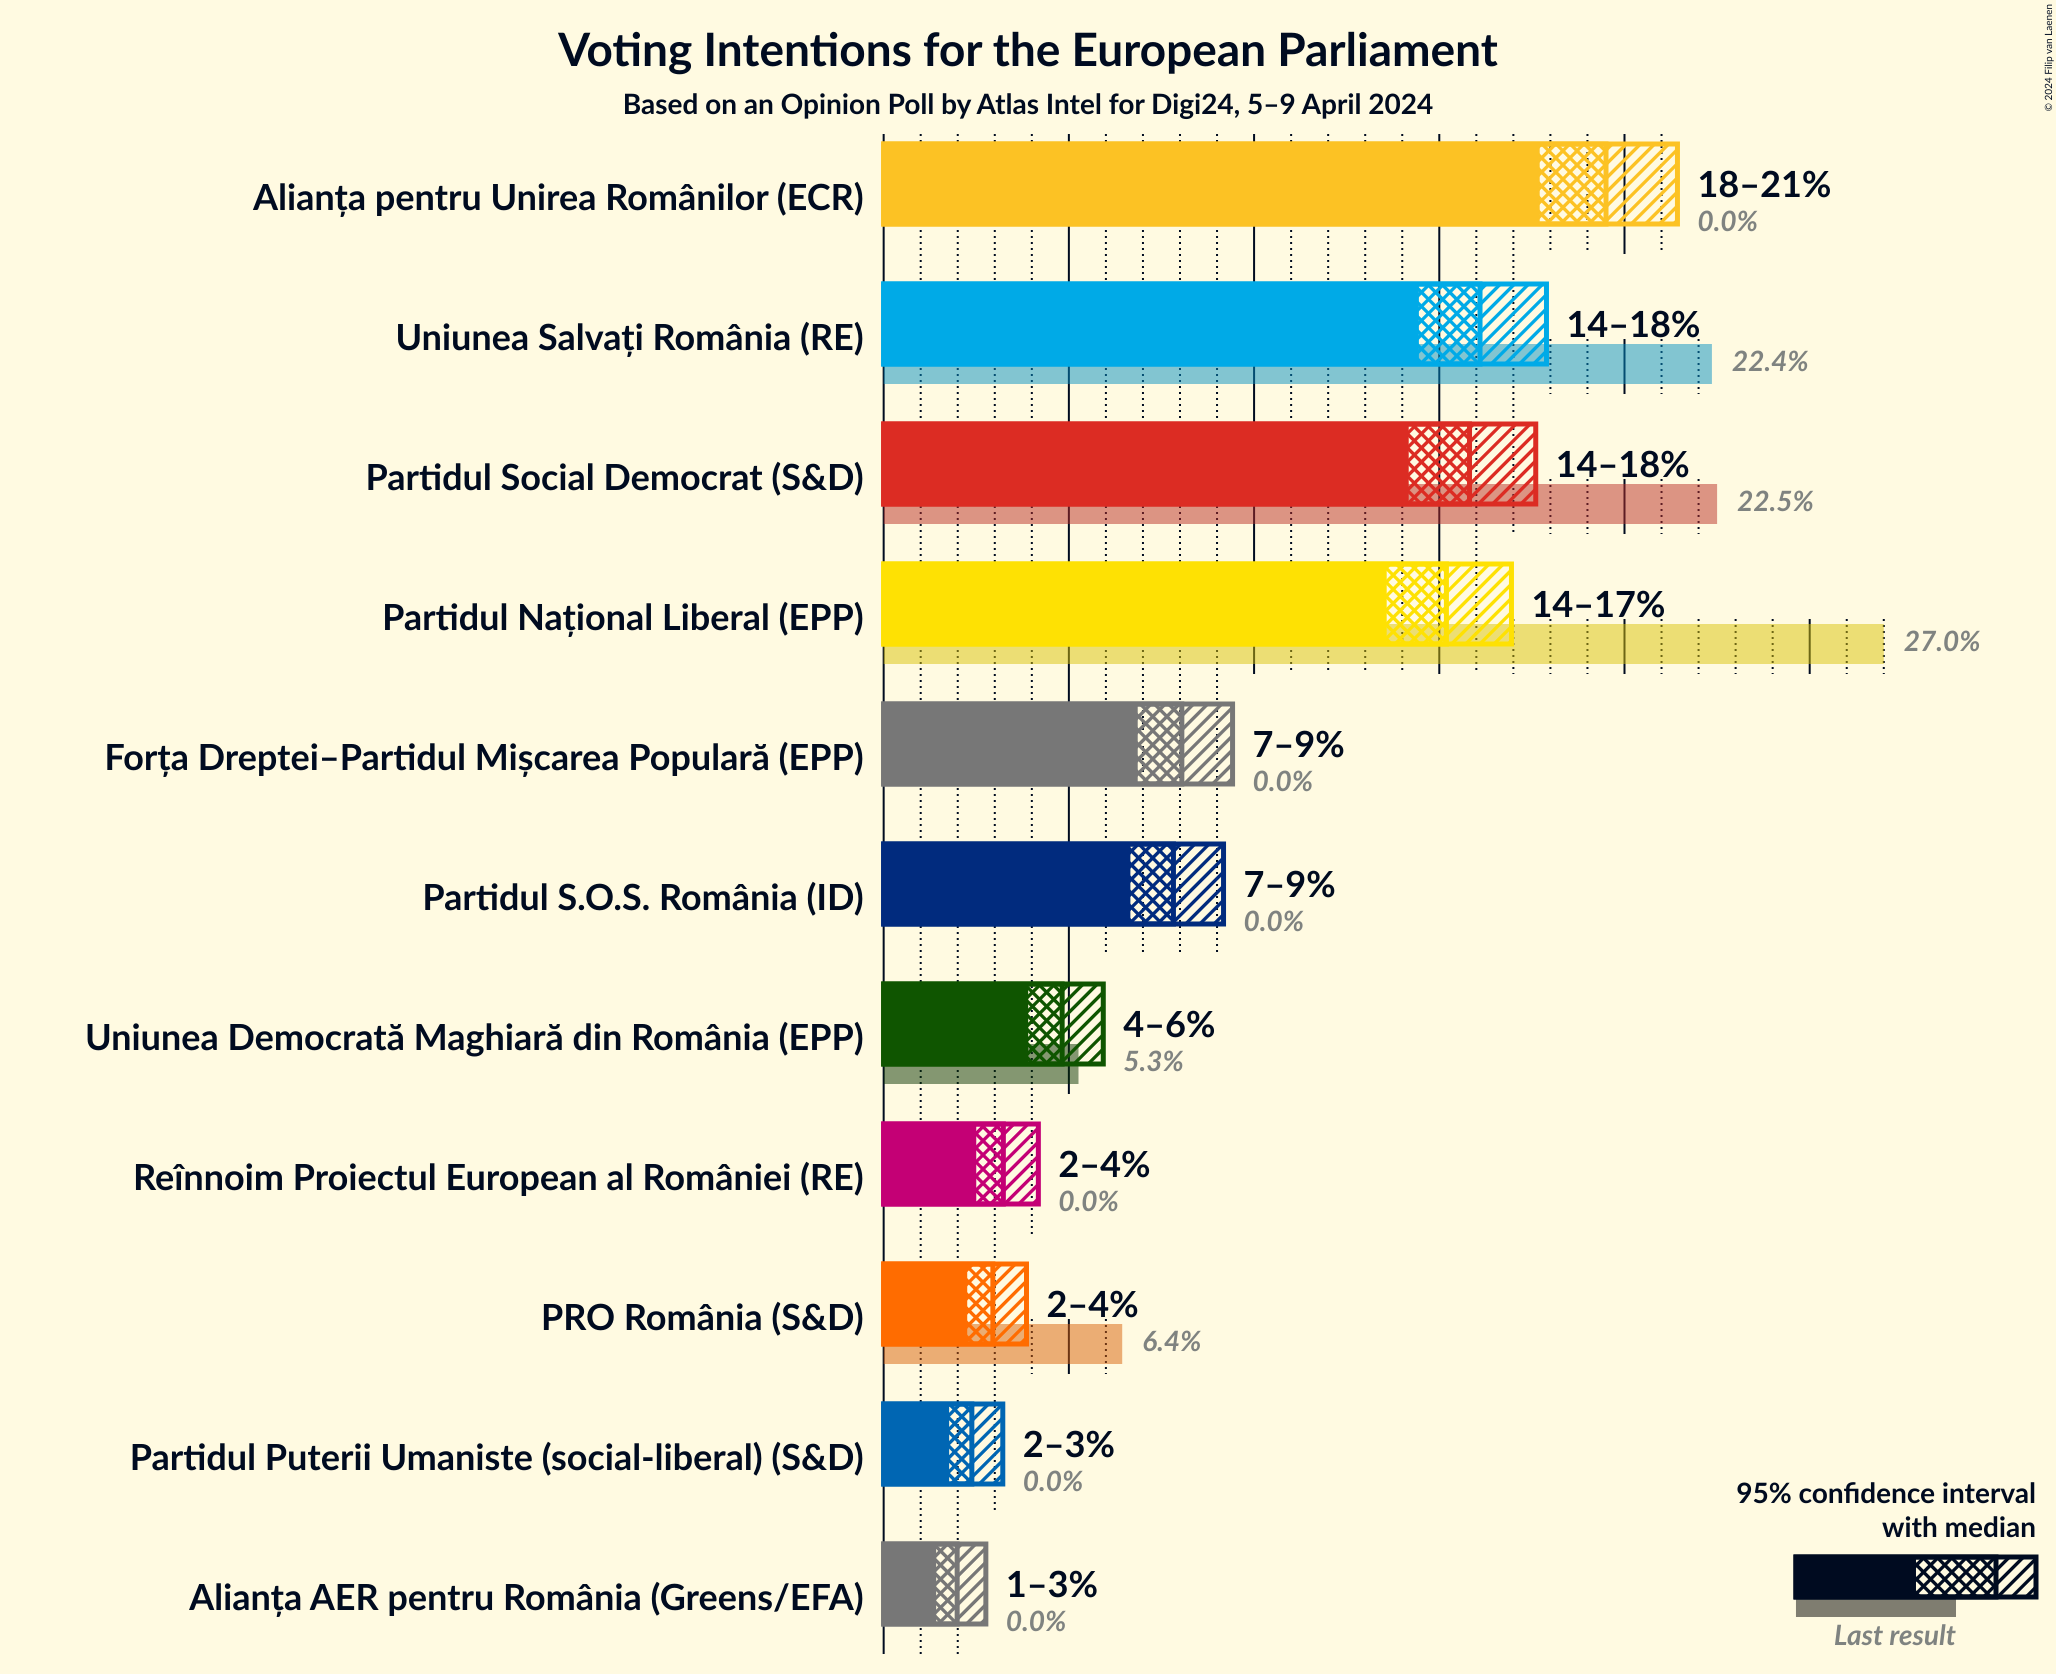 Voting Intentions for the European Parliament
Based on an Opinion Poll by Atlas Intel for Digi24, 5–9 April 2024
© 2024 Filip van Laenen
Alianța pentru Unirea Românilor (ECR)
18–21%
0.0%
Uniunea Salvați România (RE)
14–18%
22.4%
Partidul Social Democrat (S&D)
14–18%
22.5%
Partidul Național Liberal (EPP)
14–17%
27.0%
Forța Dreptei–Partidul Mișcarea Populară (EPP)
7–9%
0.0%
Partidul S.O.S. România (ID)
7–9%
0.0%
Uniunea Democrată Maghiară din România (EPP)
4–6%
5.3%
Reînnoim Proiectul European al României (RE)
2–4%
0.0%
PRO România (S&D)
2–4%
6.4%
Partidul Puterii Umaniste (social-liberal) (S&D)
2–3%
0.0%
Alianța AER pentru România (Greens/EFA)
1–3%
0.0%
95% confidence interval
with median
Last result